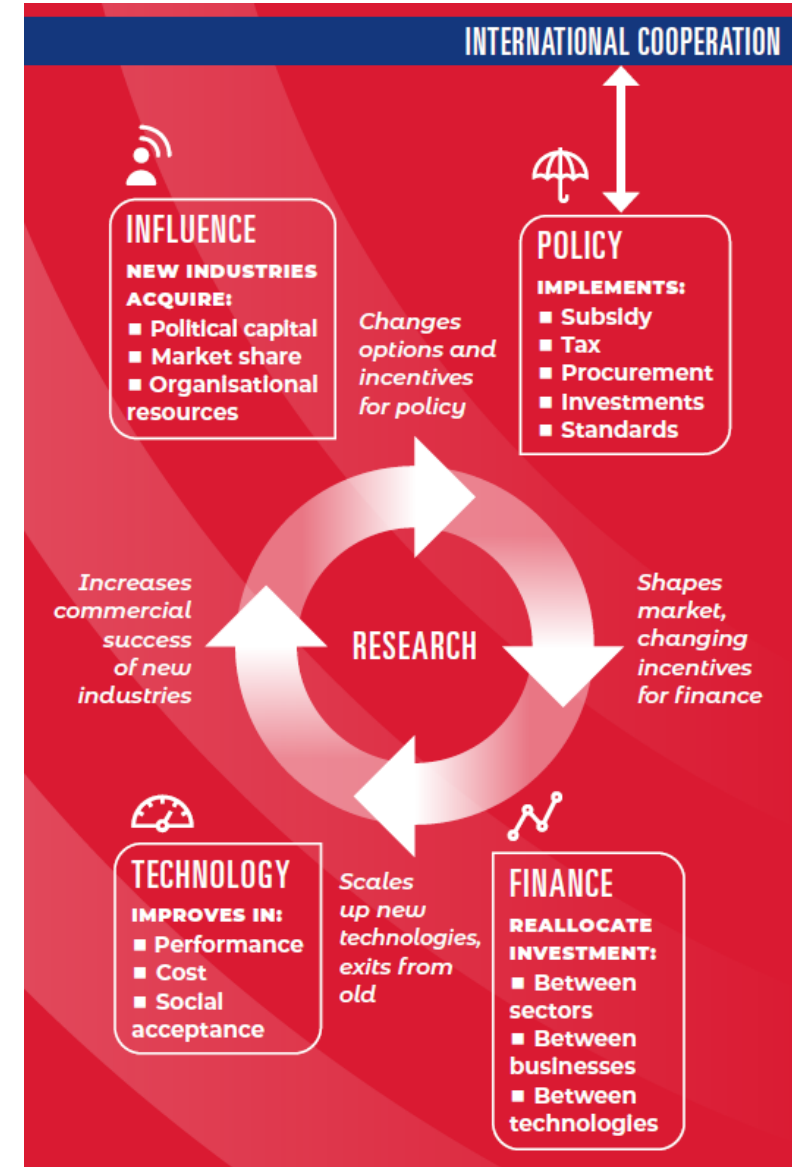 INTERNATIONAL COOPERATION
INFLUENCE
NEW INDUSTRIES
ACQUIRE:
■ Political capital
■ Market share
■ Organisational
resources
Changes
options and
incentives
for policy
POLICY
IMPLEMENTS:
■ Subsidy
■ Tax
■ Procurement
■ Investments
■ Standards
Increases
commercial
success
of new
industries
RESEARCH
Shapes
market,
changing
incentives
for finance
TECHNOLOGY
IMPROVES IN:
■ Performance
■ Cost
■ Social
acceptance
Scales
up new
technologies,
exits from
old
FINANCE
REALLOCATE
INVESTMENT:
■ Between
sectors
■ Between
businesses
■ Between
technologies